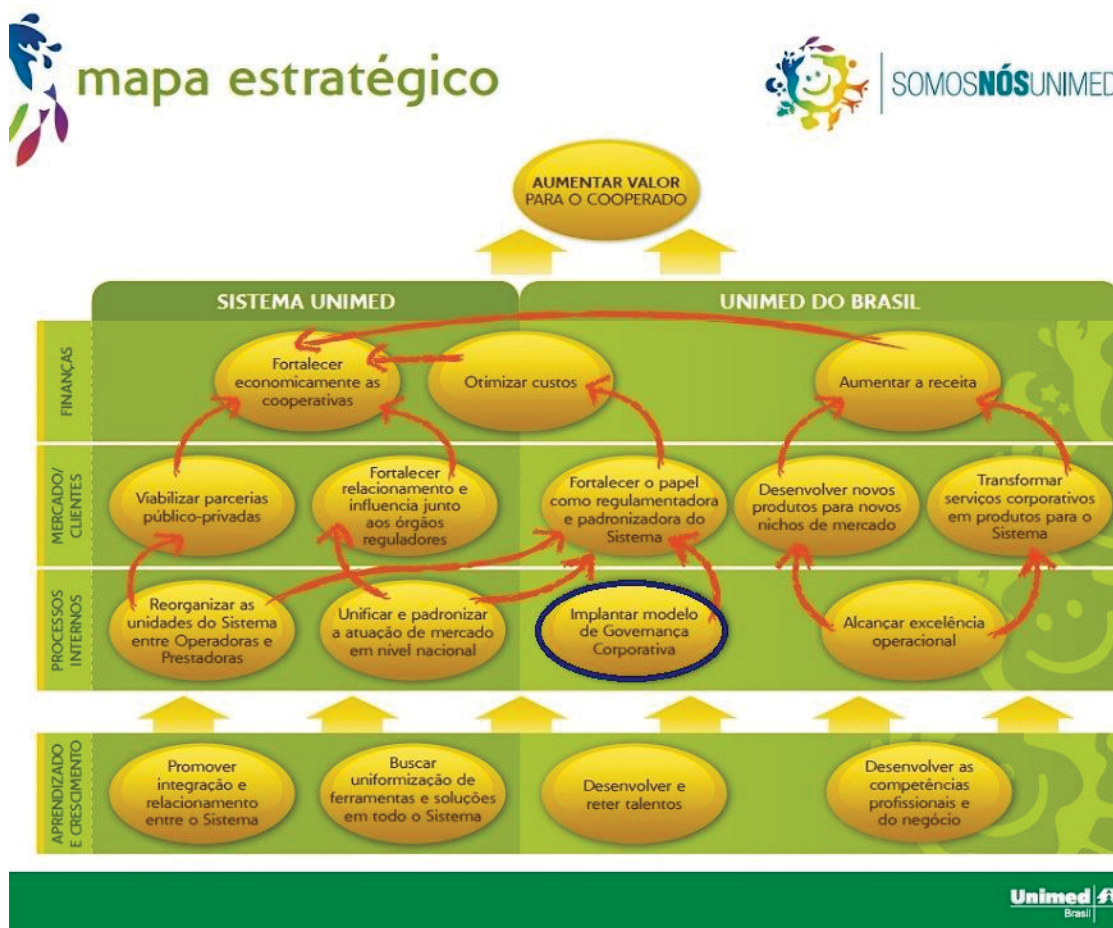 mapa estratégico
SOMOSNÓSUNIMED
AUMENTAR VALOR
PARA O COOPERADO
SISTEMA UNIMED
UNIMED DO BRASIL
FINANÇAS
Fortalecer
economicamente as
cooperativas
Otimizar custos
Aumentar a receita
MERCADO/
CLIENTES
Viabilizar parcerias
público-privadas
Fortalecer
relacionamento e
influencia junto
aos órgãos
reguladores
Fortalecer o papel
como regulamentadora
e padronizadora do
Sistema
Desenvolver novos
produtos para novos
nichos de mercado
Transformar
serviços corporativos
em produtos para o
Sistema
PROCESSOS
INTERNOS
Reorganizar as
unidades do Sistema
entre Operadoras e
Prestadoras
Unificar e padronizar
a atuação de mercado
em nível nacional
Implantar modelo
de Governança
Corporativa
Alcançar excelência
operacional
APRENDIZADO
E CRESCIMENTO
Promover
integração e
relacionamento
entre o Sistema
Buscar
uniformização de
ferramentas e soluções
em todo o Sistema
Desenvolver e
reter talentos
Desenvolver as
competências
profissionais e
do negócio
Unimed
Brasil